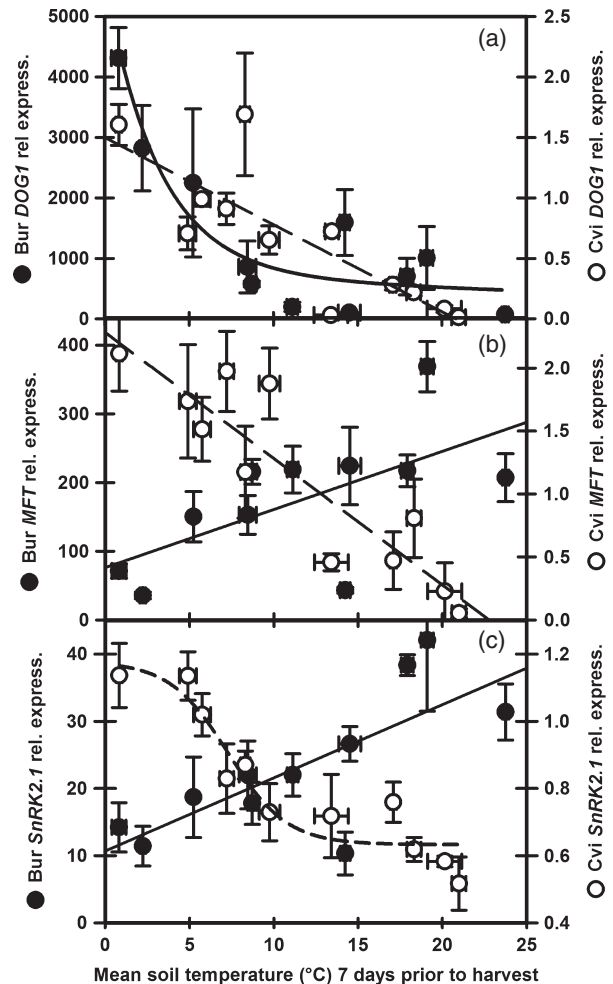 (a)
5000
4000
3000
2000
1000
0
Bur DOG1 rel express.
2.5
2.0
1.5
1.0
0.5
0.0
Cvi DOG1 rel express.
(b)
400
300
200
100
0
Bur MFT rel express.
2.0
1.5
1.0
0.5
0.0
Cvi MFT rel. express.
(c)
40
30
20
10
0
Bur SnRK2.1 rel. express.
1.2
1.0
0.8
0.6
0.4
Cvi SnRK2.1 rel. express.
0 5 10 15 20 25
Mean soil temperature (°C) 7 days prior to harvest